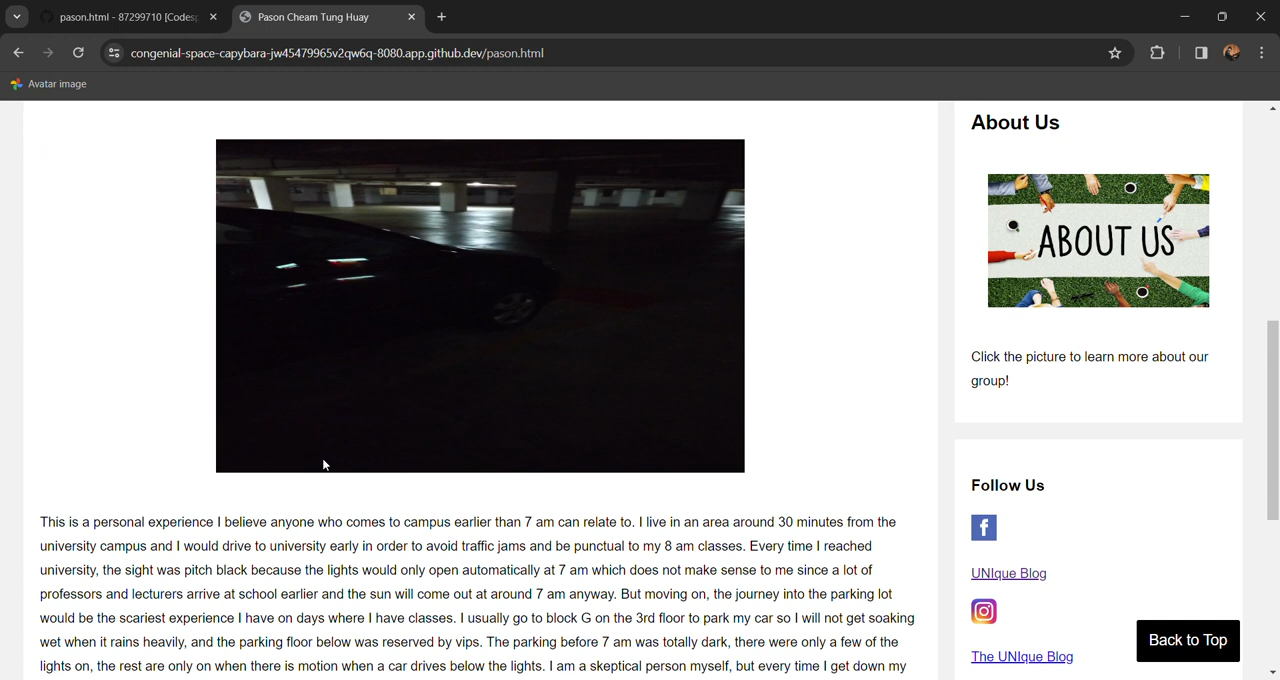 pason.html - 87299710 [Codesp
Pason Cheam Tung Huay
congenial-space-capybara-jw45479965v2qw6q-8080.app.github.dev/pason.html
Avatar image
This is a personal experience I believe anyone who comes to campus earlier than 7 am can relate to. I live in an area around 30 minutes from the
university campus and I would drive to university early in order to avoid traffic jams and be punctual to my 8 am classes. Every time I reached
university, the sight was pitch black because the lights would only open automatically at 7 am which does not make sense to me since a lot of
professors and lecturers arrive at school earlier and the sun will come out at around 7 am anyway. But moving on, the journey into the parking lot
would be the scariest experience I have on days where I have classes. I usually go to block G on the 3rd floor to park my car so I will not get soaking
wet when it rains heavily, and the parking floor below was reserved by vips. The parking before 7 am was totally dark, there were only a few of the
lights on, the rest are only on when there is motion when a car drives below the lights. I am a skeptical person myself, but every time I get down my
About Us
ABOUT US
Click the picture to learn more about our
group!
Follow Us
f
UNIque Blog
The UNIque Blog
Back to Top